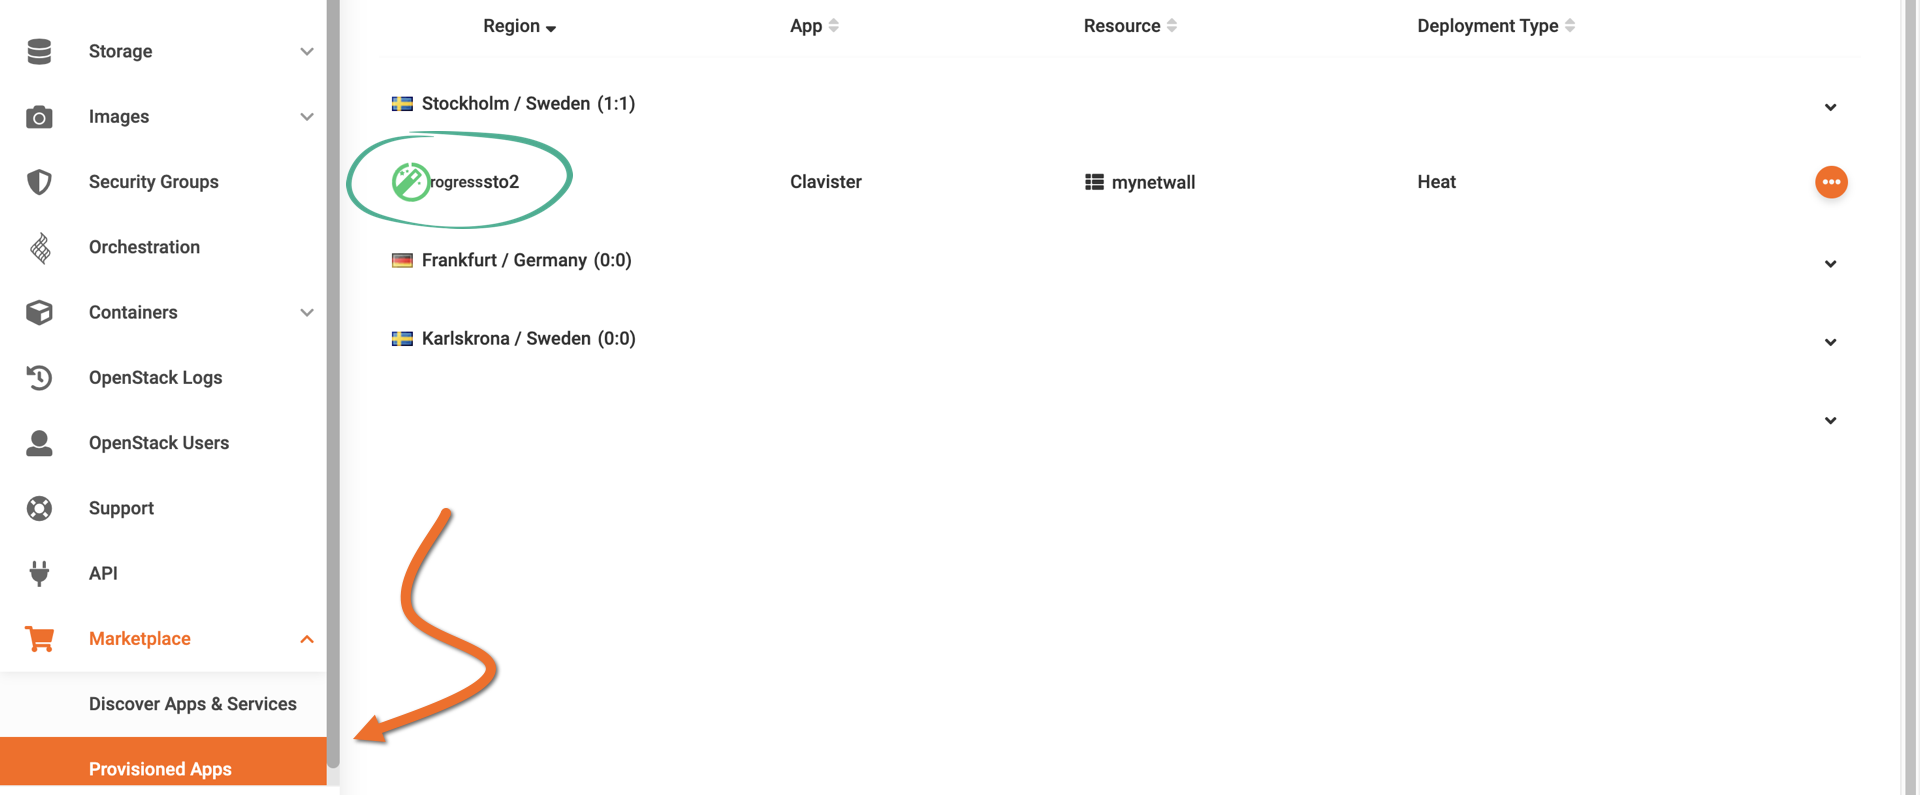 Storage
Images
Security Groups
Orchestration
Containers
OpenStack Logs
OpenStack Users
Support
API
Marketplace
Discover Apps & Services
Provisioned Apps
Region App Resource Deployment Type
Stockholm / Sweden (1:1)
rogresssto2 Clavister mynetwall Heat
Frankfurt / Germany (0:0)
Karlskrona / Sweden (0:0)